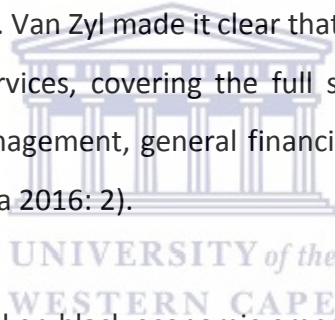 . Van Zyl made it clear that
rvices, covering the full s
nagement, general financi
a 2016: 2).
UNIVERSITY of the
WESTERN CAPE